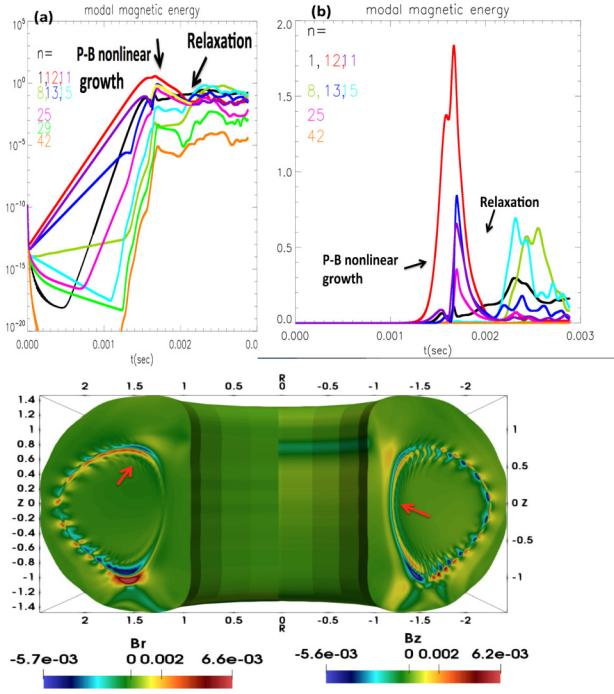 modal magnetic energy
(a)
n=
P-B nonlinear
growth
Relaxation
10^0
1,12,11
8,13,15
25
29
42
10^-5
10^-10
10^-15
10^-20
0.000 0.001 0.002 0.0
t(sec)
modal magnetic energy
(b)
n=
1, 12,11
8,13,15
25
42
2.0
1.5
1.0
0.5
0.0
Relaxation
P-B nonlinear
growth
0.000 0.001 0.002 0.003
t(sec)
R
2 1.5 1 0.5 0 -0.5 -1 -1.5 -2
1.4
1.2
1
0.8
0.6
0.4
0.2
Z 0
-0.2
-0.4
-0.6
-0.8
-1
-1.2
-1.4
1
0.5
0 Z
-0.5
-1
2 1.5 1 0.5 0 -0.5 -1 -1.5 -2
R
Br
-5.7e-03 0 0.002 6.6e-03
Bz
-5.6e-03 0 0.002 6.2e-03